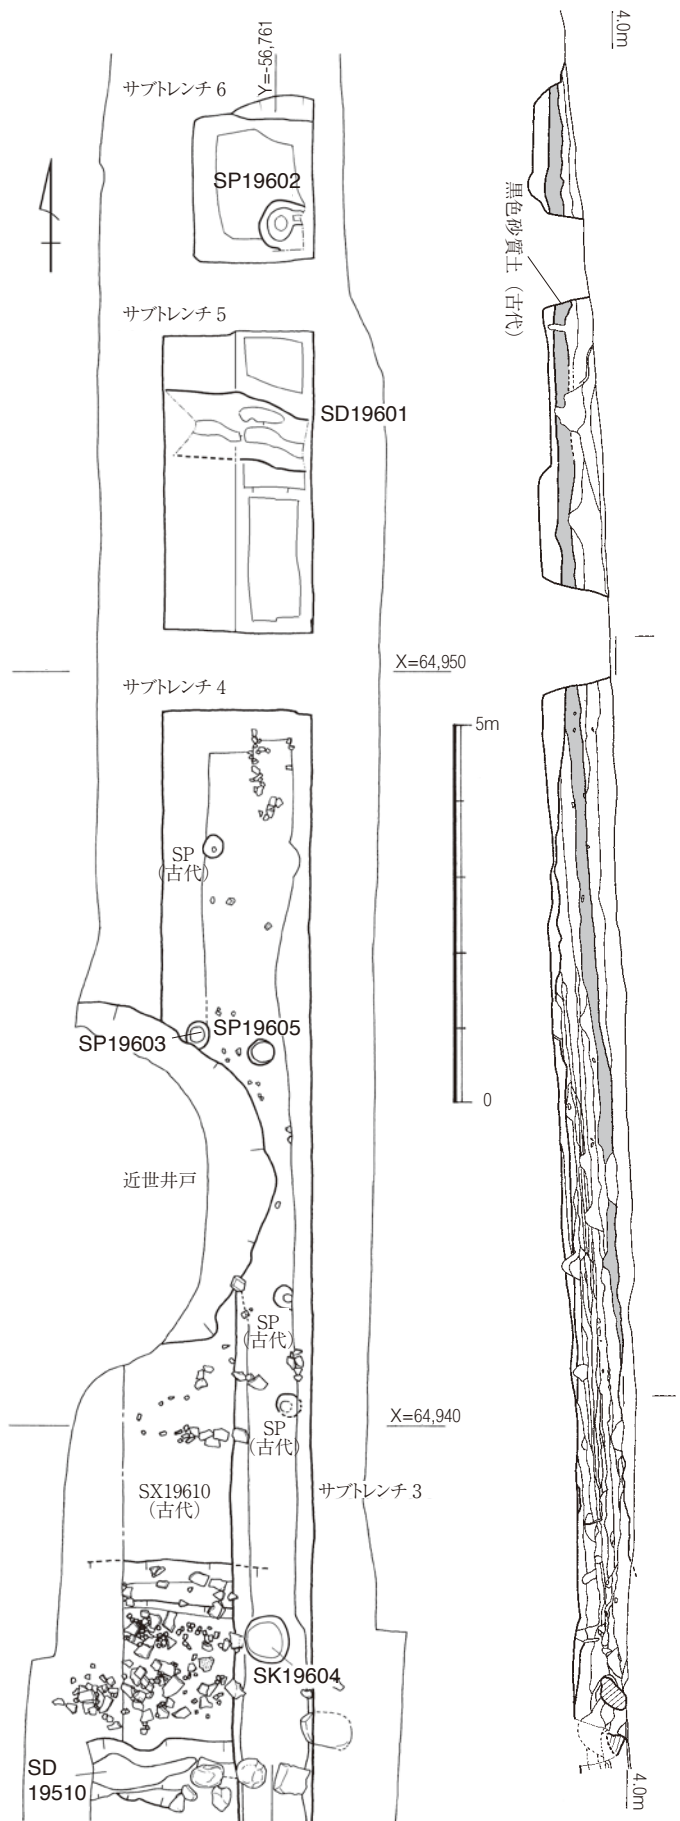 4.0m
Y=-56,761
サブトレンチ 6
SP19602
黒色砂質土（古代）
サブトレンチ 5
SD19601
X=64,950
サブトレンチ 4
5m
SP
（古代）
SP19605
SP19603
0
近世井戸
SP
（古代）
X=64,940
SP
（古代）
SX19610
（古代）
サブトレンチ 3
SK19604
SD
19510
4.0m